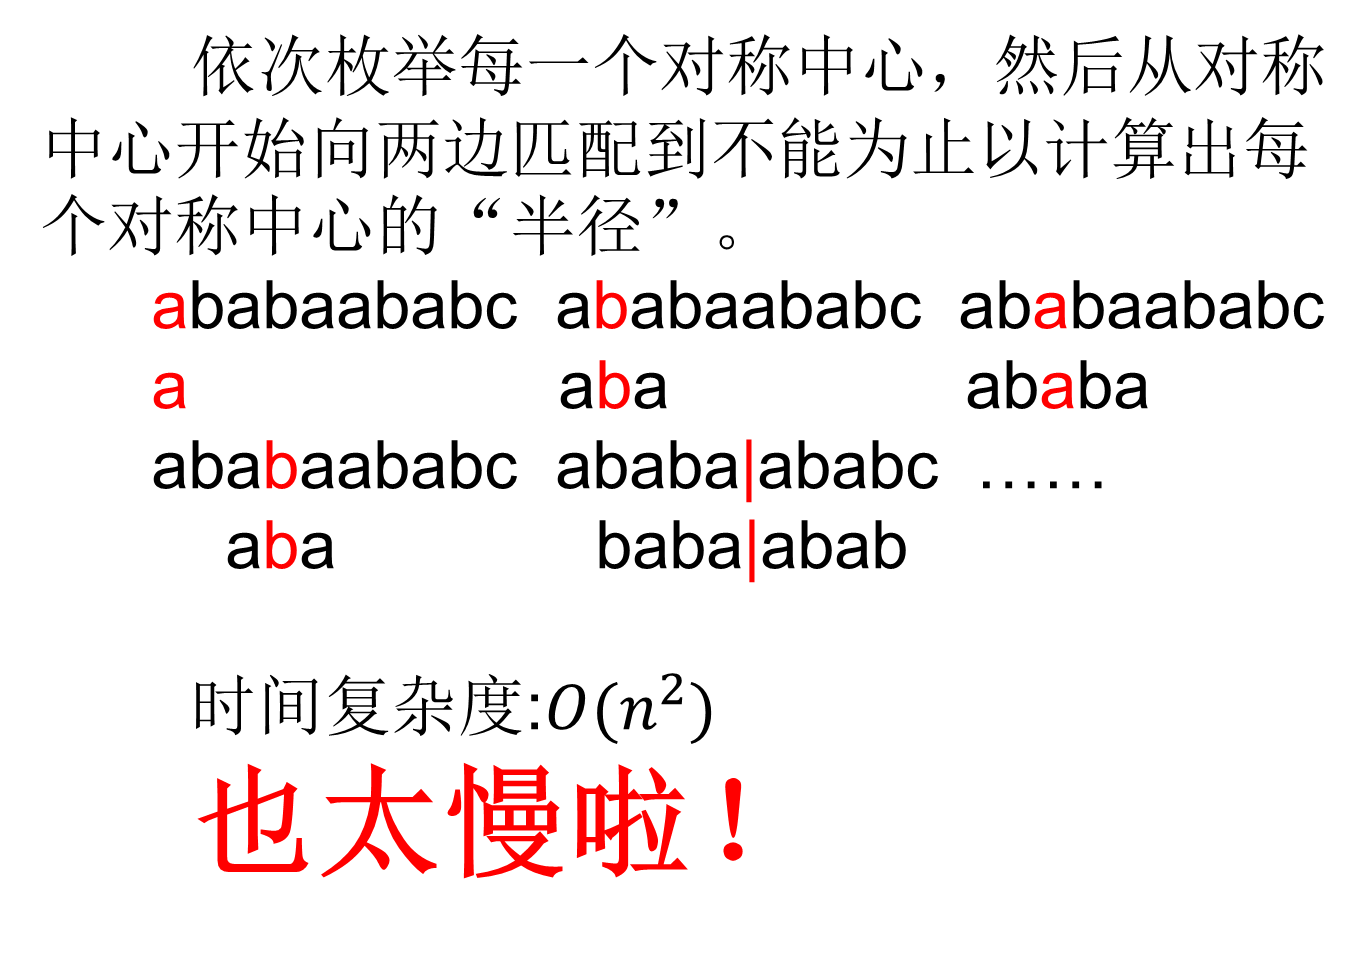 依次枚举每一个对称中心，然后从对称
中心开始向两边匹配到不能为止以计算出每
个对称中心的“半径”。
ababaababc ababaababc ababaababc
a aba ababa
ababaababc ababa|ababc ……
aba baba|abab
时间复杂度:O(n²)
也太慢啦！